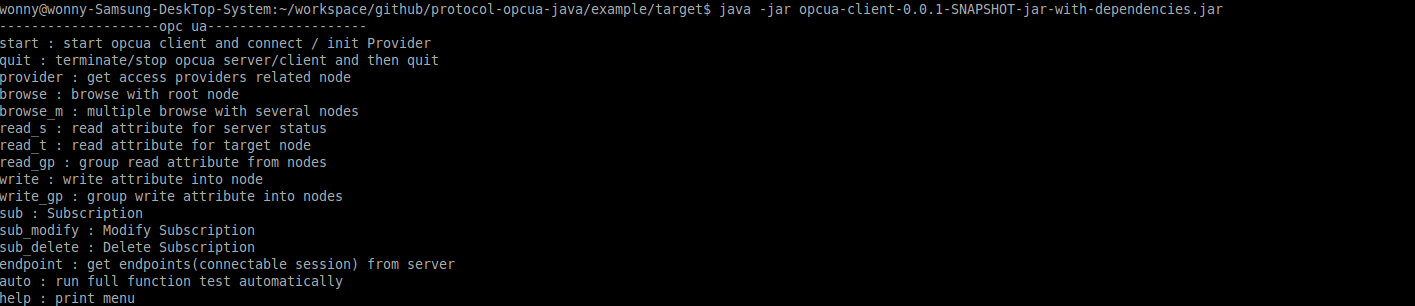 wonny@wonny-Samsung-DeskTop-System:~/workspace/github/protocol-opcua-java/example/target$ java -jar opcua-client-0.0.1-SNAPSHOT-jar-with-dependencies.jar
--------------------opc ua--------------------
start : start opcua client and connect / init Provider
quit : terminate/stop opcua server/client and then quit
provider : get access providers related node
browse : browse with root node
browse_m : multiple browse with several nodes
read_s : read attribute for server status
read_t : read attribute for target node
read_gp : group read attribute from nodes
write : write attribute into node
write_gp : group write attribute into nodes
sub : Subscription
sub_modify : Modify Subscription
sub_delete : Delete Subscription
endpoint : get endpoints(connectable session) from server
auto : run full function test automatically
help : print menu